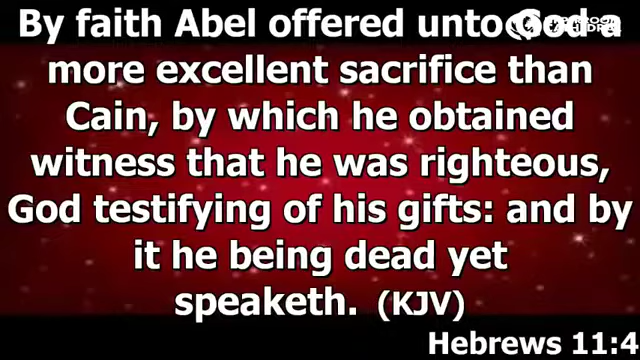 By faith Abel offered unto God a
more excellent sacrifice than
Cain, by which he obtained
witness that he was righteous,
God testifying of his gifts: and by
it he being dead yet
speaketh. (KJV)
Hebrews 11:4